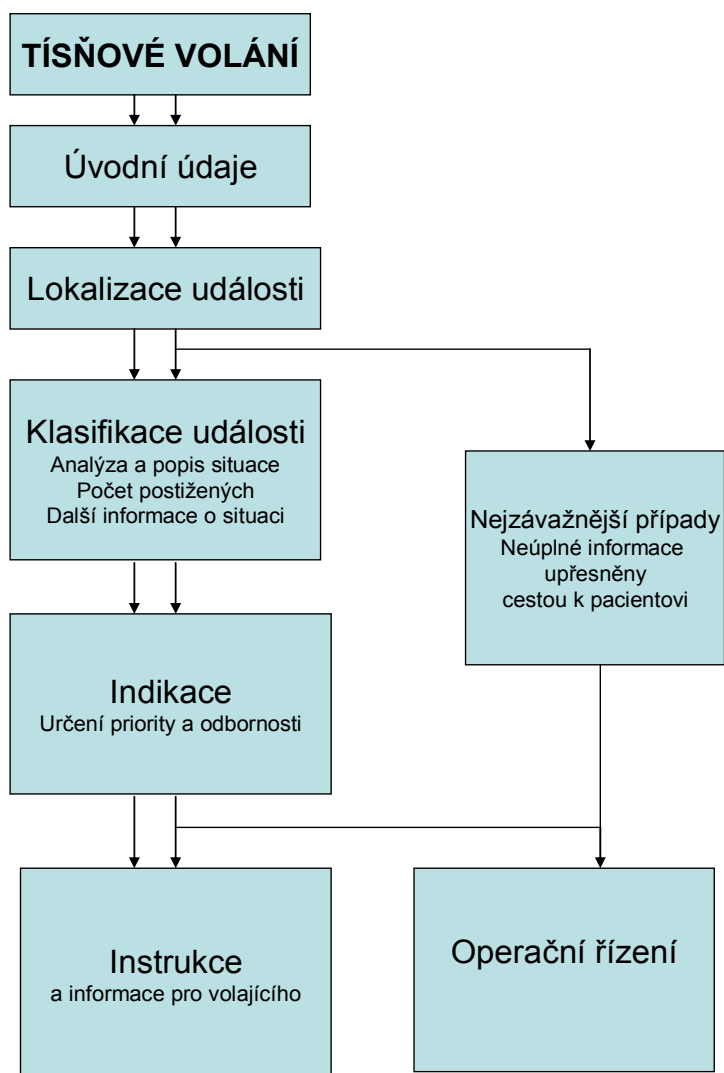 TÍSŇOVÉ VOLÁNÍ
Úvodní údaje
Lokalizace události
Klasifikace události
Analýza a popis situace
Počet postižených
Další informace o situaci
Nejzávažnější případy
Neúplné informace
upřesněny
cestou k pacientovi
Indikace
Určení priority a odbornosti
Instrukce
a informace pro volajícího
Operační řízení